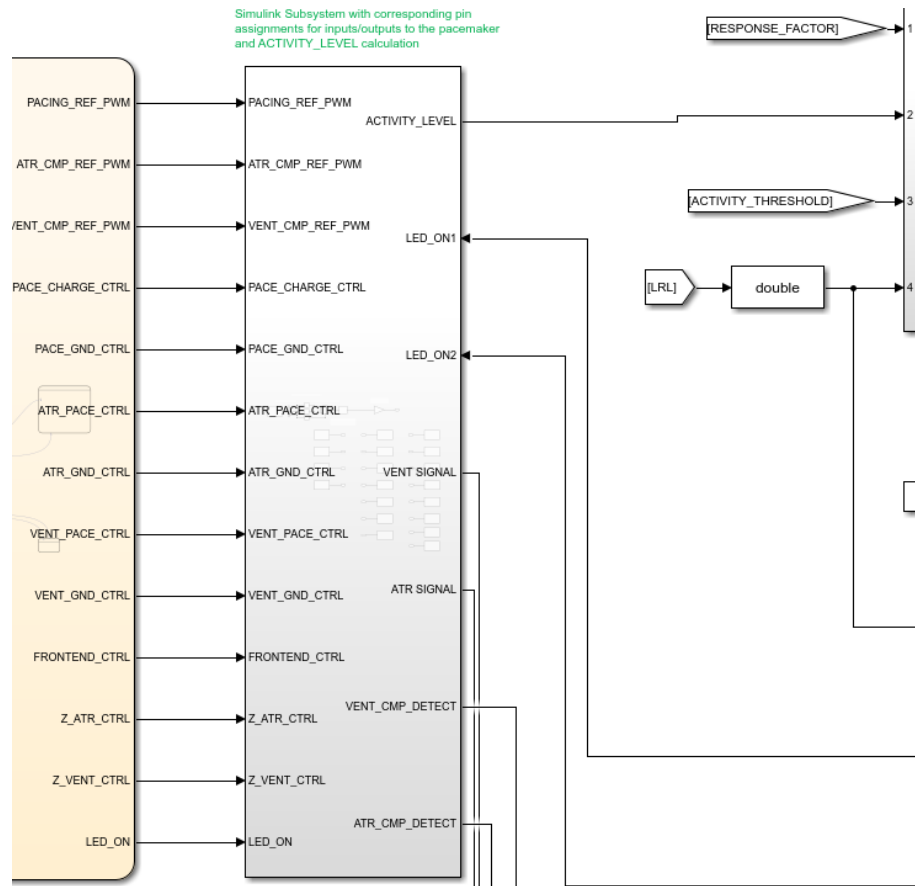 Simulink Subsystem with corresponding pin
assignments for inputs/outputs to the pacemaker
and ACTIVITY_LEVEL calculation
[RESPONSE_FACTOR]
1
PACING_REF_PWM
PACING_REF_PWM
ACTIVITY_LEVEL
2
ATR_CMP_REF_PWM
ATR_CMP_REF_PWM
[ACTIVITY_THRESHOLD]
3
VENT_CMP_REF_PWM
VENT_CMP_REF_PWM
LED_ON1
PACE_CHARGE_CTRL
PACE_CHARGE_CTRL
[LRL]
double
4
PACE_GND_CTRL
PACE_GND_CTRL
LED_ON2
ATR_PACE_CTRL
ATR_PACE_CTRL
ATR_GND_CTRL
ATR_GND_CTRL
VENT SIGNAL
VENT_PACE_CTRL
VENT_PACE_CTRL
VENT_GND_CTRL
VENT_GND_CTRL
ATR SIGNAL
FRONTEND_CTRL
FRONTEND_CTRL
Z_ATR_CTRL
Z_ATR_CTRL
VENT_CMP_DETECT
Z_VENT_CTRL
Z_VENT_CTRL
ATR_CMP_DETECT
LED_ON
LED_ON